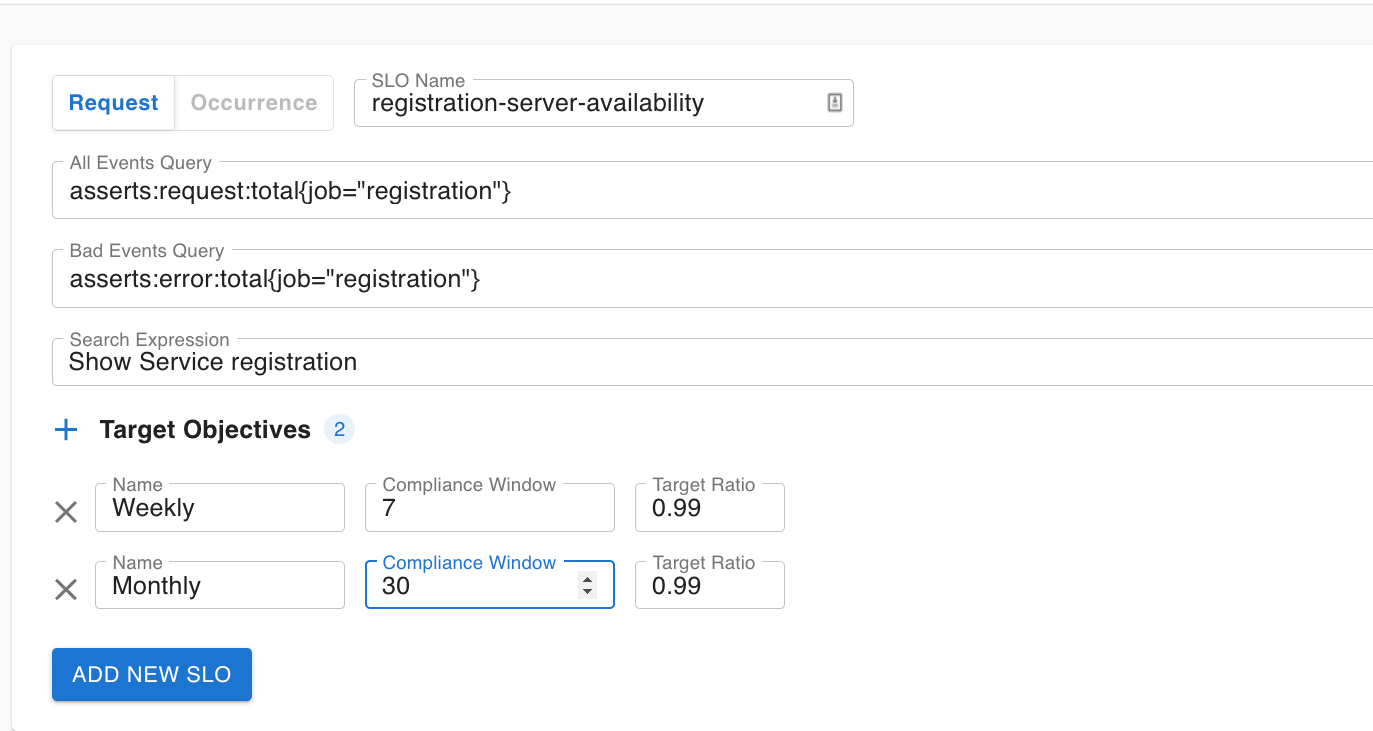 Request Occurrence SLO Name
registration-server-availability
All Events Query
asserts:request:total{job="registration"}
Bad Events Query
asserts:error:total{job="registration"}
Search Expression
Show Service registration
Target Objectives 2
Name Compliance Window Target Ratio
Weekly 7 0.99
Name Compliance Window Target Ratio
Monthly 30 0.99
ADD NEW SLO